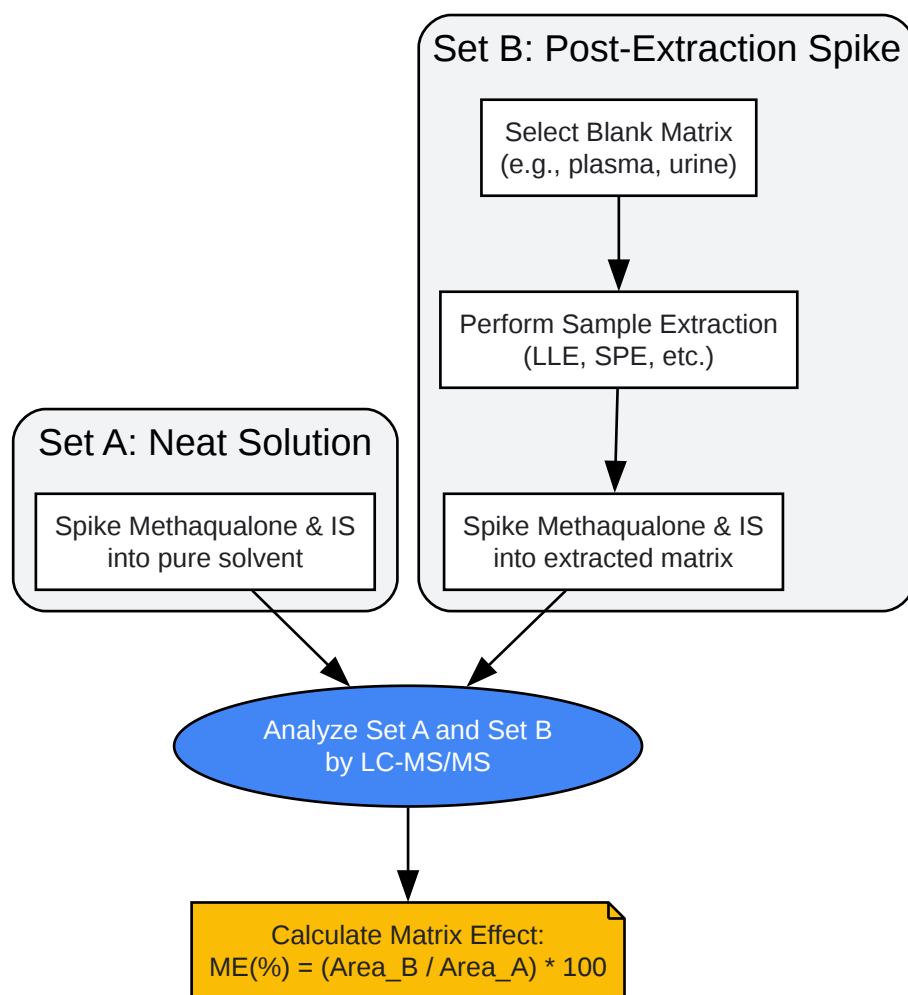 Set B: Post-Extraction Spike
Select Blank Matrix
(e.g., plasma, urine)
Perform Sample Extraction
(LLE, SPE, etc.)
Set A: Neat Solution
Spike Methaqualone & IS
into pure solvent
Spike Methaqualone & IS
into extracted matrix
Analyze Set A and Set B
by LC-MS/MS
Calculate Matrix Effect:
ME(%) = (Area_B / Area_A) * 100